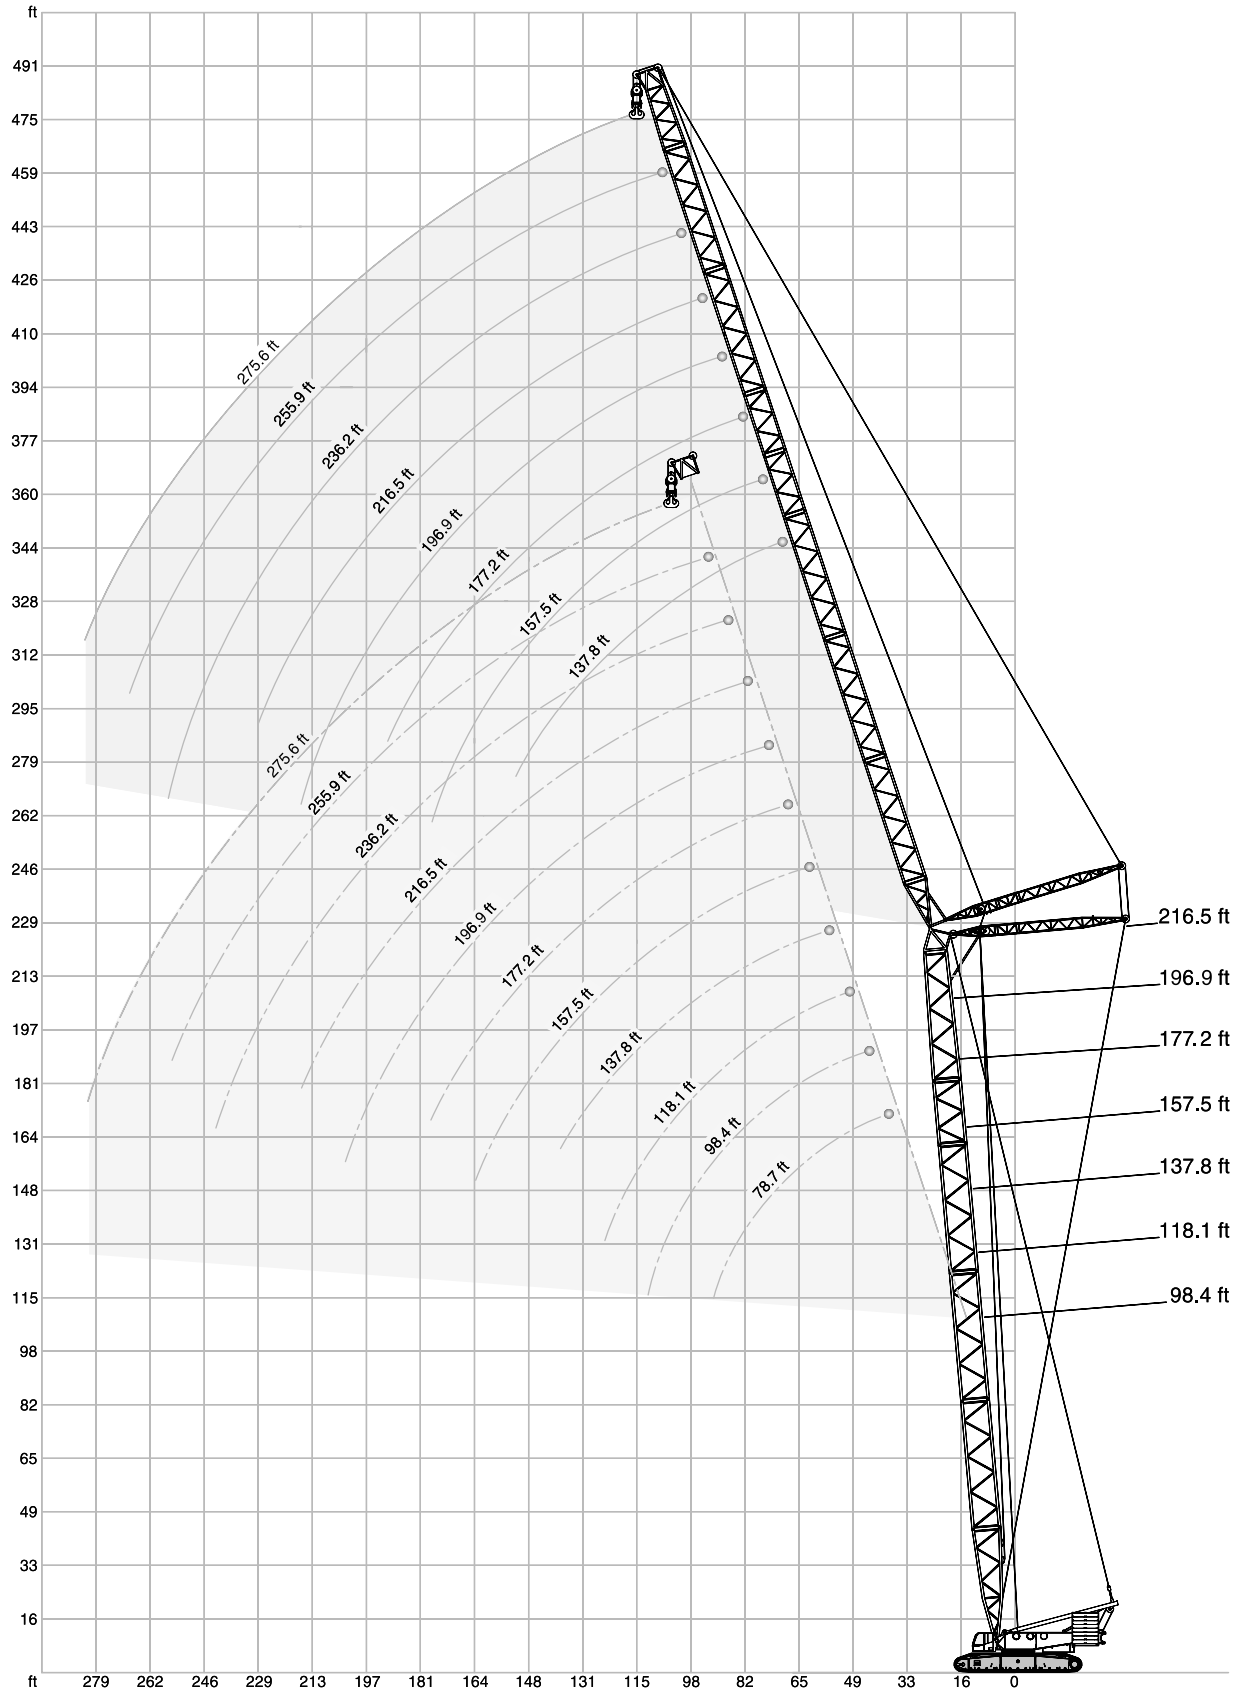 ft
491
475
459
443
426
410
394
377
360
344
328
312
295
279
262
246
229
213
197
181
164
148
131
115
98
82
65
49
33
16
ft 279 262 246 229 213 197 181 164 148 131 115 98 82 65 49 33 16 0
275.6 ft
255.9 ft
236.2 ft
216.5 ft
196.9 ft
177.2 ft
157.5 ft
137.8 ft
275.6 ft
255.9 ft
236.2 ft
216.5 ft
196.9 ft
177.2 ft
157.5 ft
137.8 ft
118.1 ft
98.4 ft
78.7 ft
216.5 ft
196.9 ft
177.2 ft
157.5 ft
137.8 ft
118.1 ft
98.4 ft